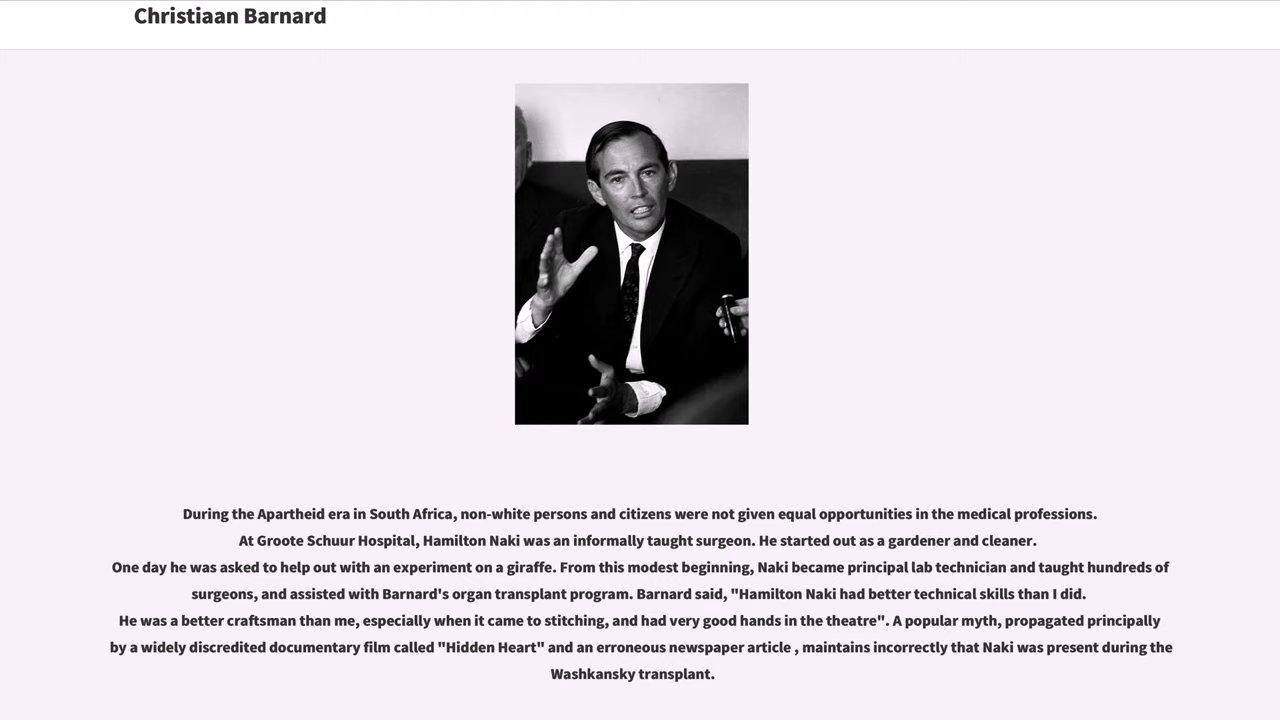 Christiaan Barnard
During the Apartheid era in South Africa, non-white persons and citizens were not given equal opportunities in the medical professions.
At Groote Schuur Hospital, Hamilton Naki was an informally taught surgeon. He started out as a gardener and cleaner.
One day he was asked to help out with an experiment on a giraffe. From this modest beginning, Naki became principal lab technician and taught hundreds of
surgeons, and assisted with Barnard's organ transplant program. Barnard said, "Hamilton Naki had better technical skills than I did.
He was a better craftsman than me, especially when it came to stitching, and had very good hands in the theatre". A popular myth, propagated principally
by a widely discredited documentary film called "Hidden Heart" and an erroneous newspaper article , maintains incorrectly that Naki was present during the
Washkansky transplant.